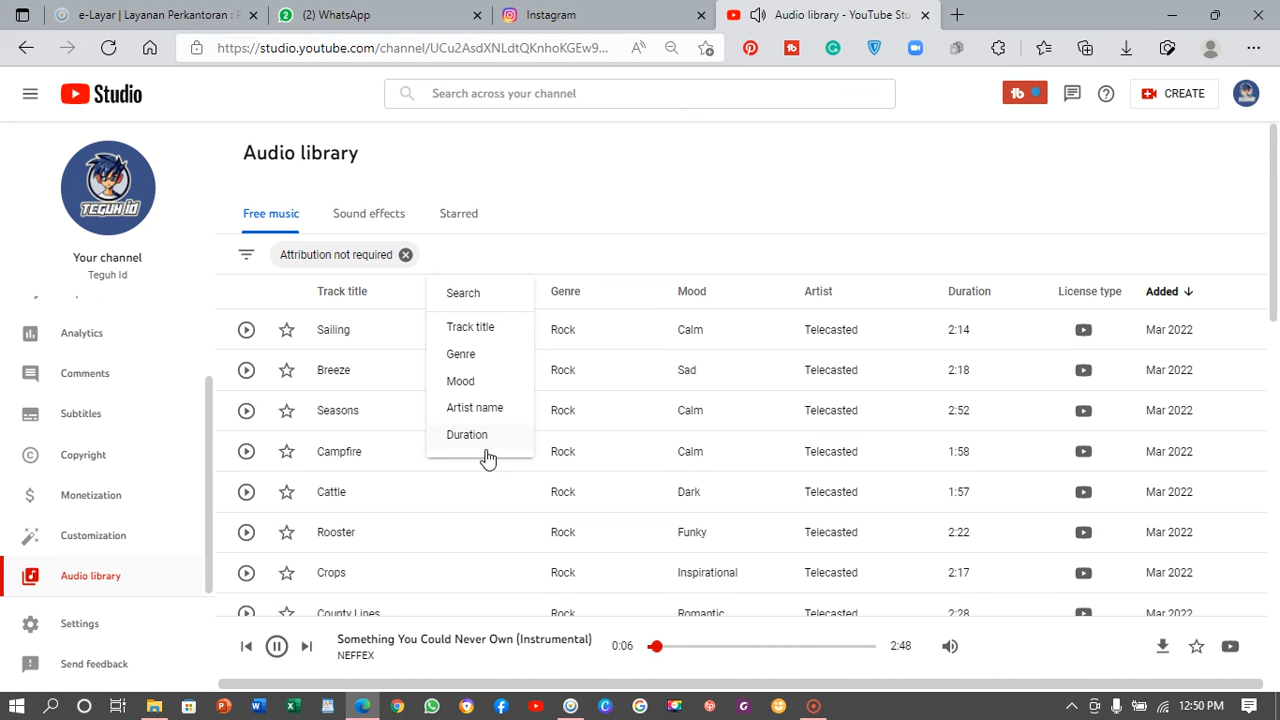 e-Layar | Layanan Perkantoran : P
(2) WhatsApp
Instagram
Audio library - YouTube Stu
https://studio.youtube.com/channel/UCu2AsdXNLdtQKnhoKGEw9...
Studio
Search across your channel
CREATE
TEGUH ID
Your channel
Teguh Id
Analytics
Comments
Subtitles
Copyright
Monetization
Customization
Audio library
Settings
Send feedback
Audio library
Free music Sound effects Starred
Attribution not required
Search
Track title
Genre
Mood
Artist name
Duration
Track title Genre Mood Artist Duration License type Added
Sailing Rock Calm Telecasted 2:14 Mar 2022
Breeze Rock Sad Telecasted 2:18 Mar 2022
Seasons Rock Calm Telecasted 2:52 Mar 2022
Campfire Rock Calm Telecasted 1:58 Mar 2022
Cattle Rock Dark Telecasted 1:57 Mar 2022
Rooster Rock Funky Telecasted 2:22 Mar 2022
Crops Rock Inspirational Telecasted 2:17 Mar 2022
County Lines Rock Romantic Telecasted 2:28 Mar 2022
Something You Could Never Own (Instrumental)
NEFFEX
0:06 2:48
12:50 PM